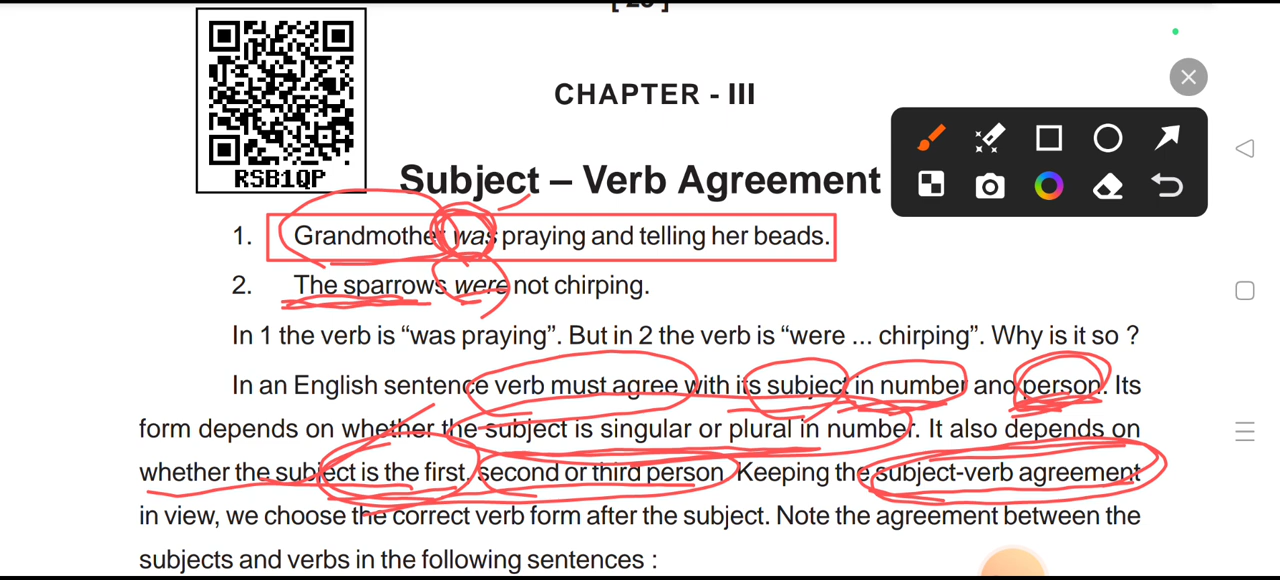 [ 28 ]
RSB1QP
CHAPTER - III
Subject – Verb Agreement
1. Grandmother was praying and telling her beads.
2. The sparrows were not chirping.
In 1 the verb is “was praying”. But in 2 the verb is “were ... chirping”. Why is it so ?
In an English sentence verb must agree with its subject in number and person. Its
form depends on whether the subject is singular or plural in number. It also depends on
whether the subject is the first, second or third person. Keeping the subject-verb agreement
in view, we choose the correct verb form after the subject. Note the agreement between the
subjects and verbs in the following sentences :